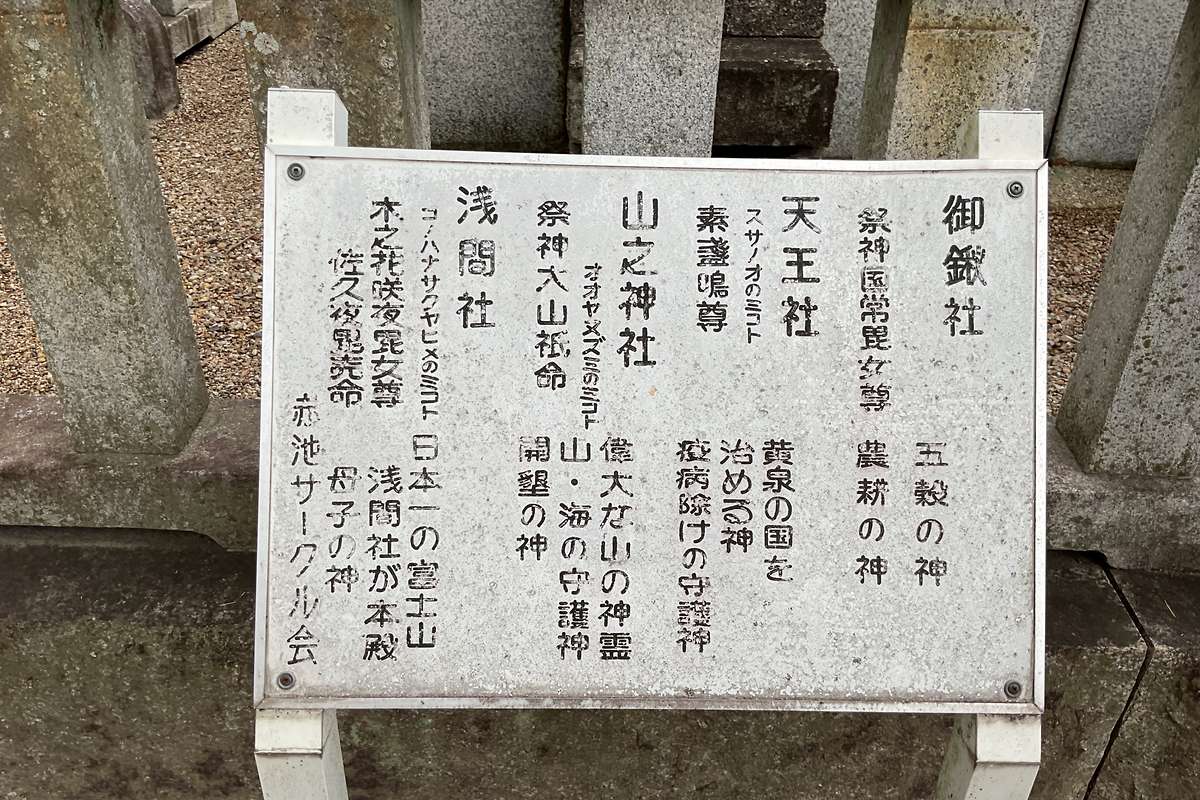 御鍬社
五穀の神
祭神国常毘女尊 農耕の神
天王社
スサノオのミコト
素盞嗚尊
黄泉の国を
治める神
疫病除けの守護神
山之神社
オオヤメズミのミコト
祭神大山祇命
偉大な山の神霊
山・海の守護神
開墾の神
浅間社
コノハナサクヤヒメのミコト
木之花咲夜毘女尊
佐久夜毘売命
日本一の富士山
浅間社が本殿
母子の神
赤池サークル会